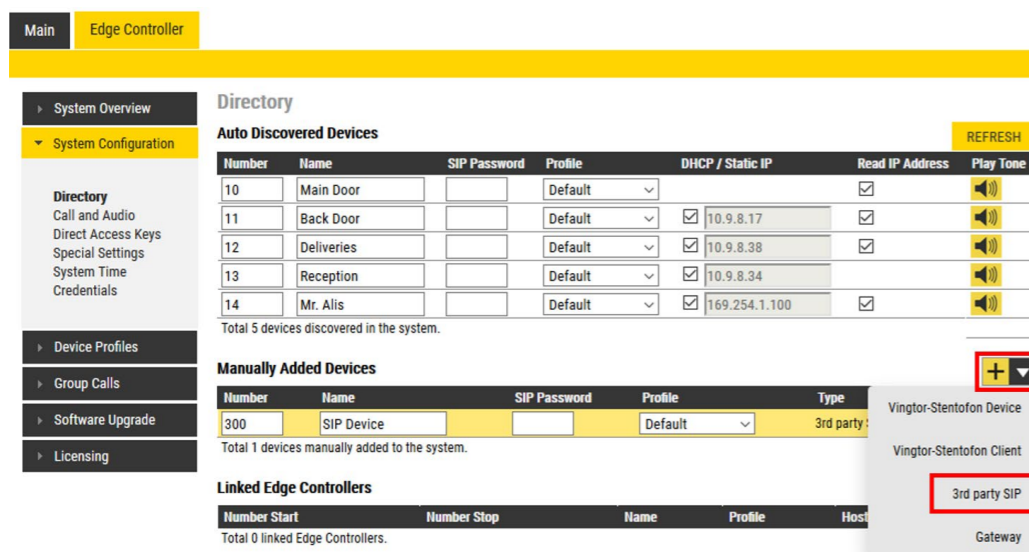 Main Edge Controller
System Overview
System Configuration
Directory
Call and Audio
Direct Access Keys
Special Settings
System Time
Credentials
Device Profiles
Group Calls
Software Upgrade
Licensing
Directory
Auto Discovered Devices
REFRESH
Number Name SIP Password Profile DHCP / Static IP Read IP Address Play Tone
10 Main Door Default
11 Back Door Default 10.9.8.17
12 Deliveries Default 10.9.8.38
13 Reception Default 10.9.8.34
14 Mr. Alis Default 169.254.1.100
Total 5 devices discovered in the system.
Manually Added Devices
+
Number Name SIP Password Profile Type
300 SIP Device Default 3rd party
Total 1 devices manually added to the system.
Vingtor-Stentofon Device
Vingtor-Stentofon Client
3rd party SIP
Gateway
Linked Edge Controllers
Number Start Number Stop Name Profile Host
Total 0 linked Edge Controllers.